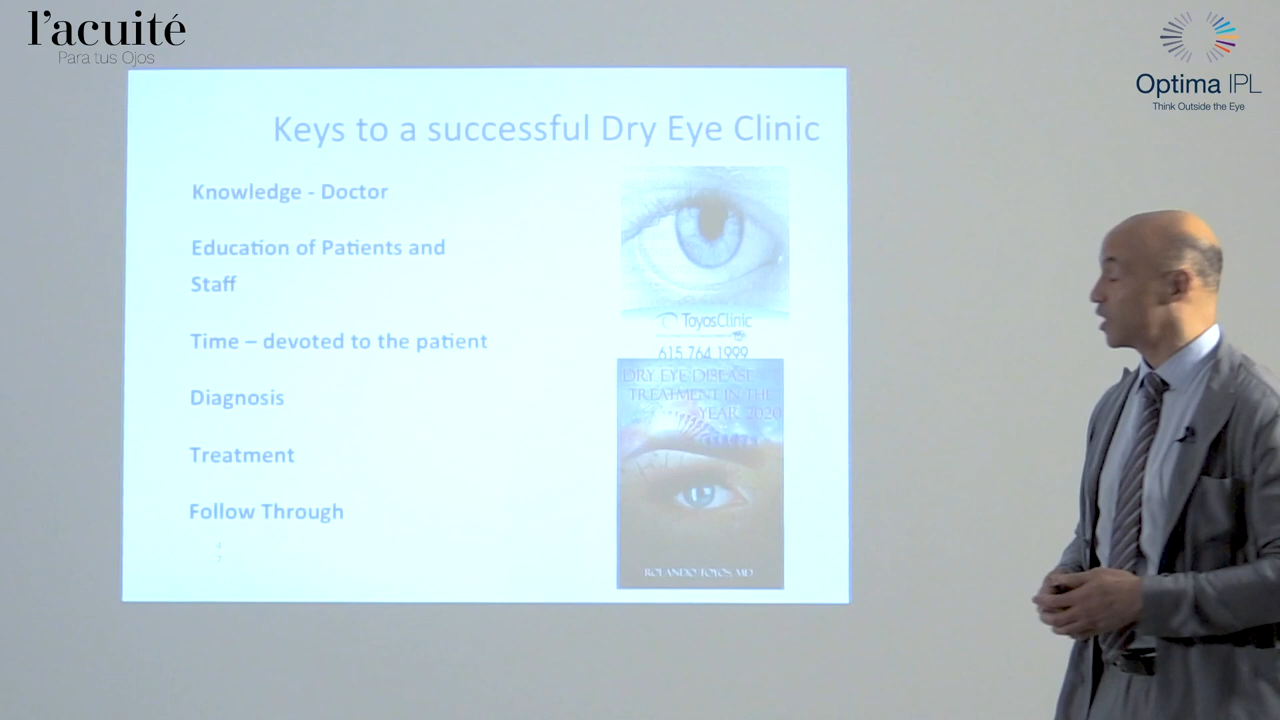 l'acuité
Para tus Ojos
Optima IPL
Think Outside the Eye
Keys to a successful Dry Eye Clinic
Knowledge - Doctor
Education of Patients and
Staff
Time – devoted to the patient
Diagnosis
Treatment
Follow Through
4
7
ToyosClinic
615.764.1999
DRY EYE DISEASE
TREATMENT IN THE
YEAR 2020
ROLANDO TOYOS, MD